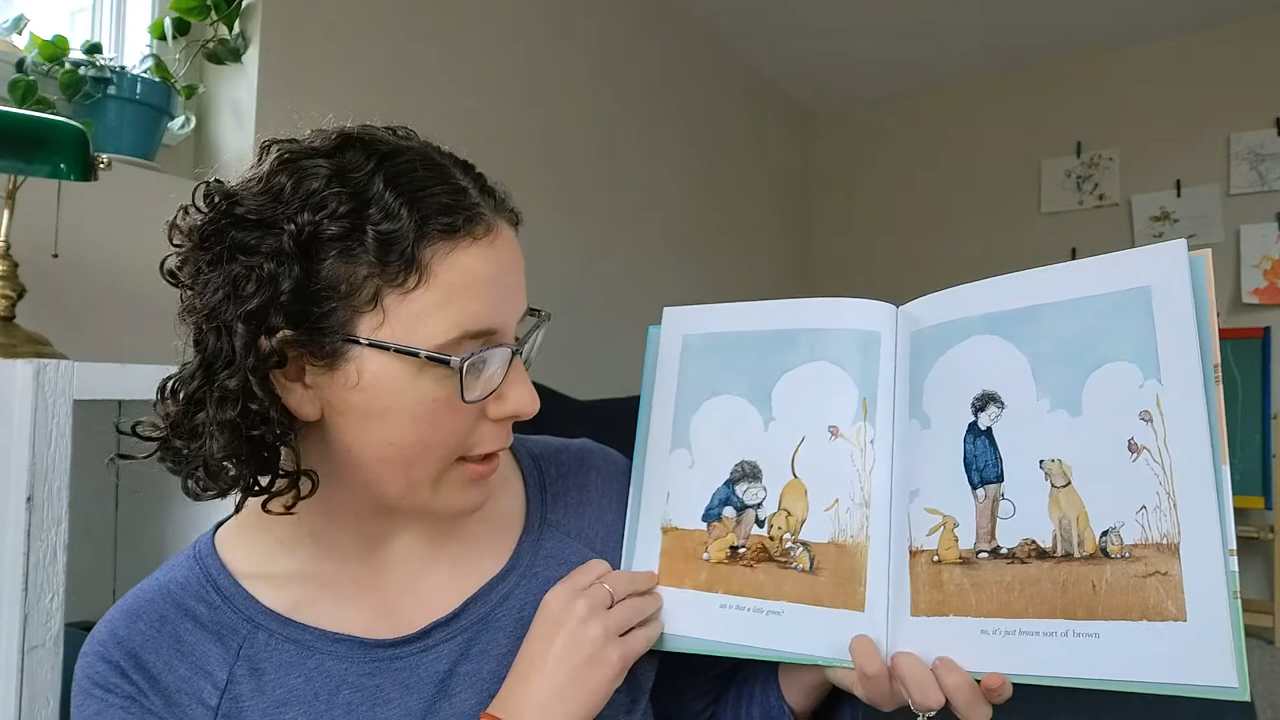 is that a little green?
no, it's just brown sort of brown